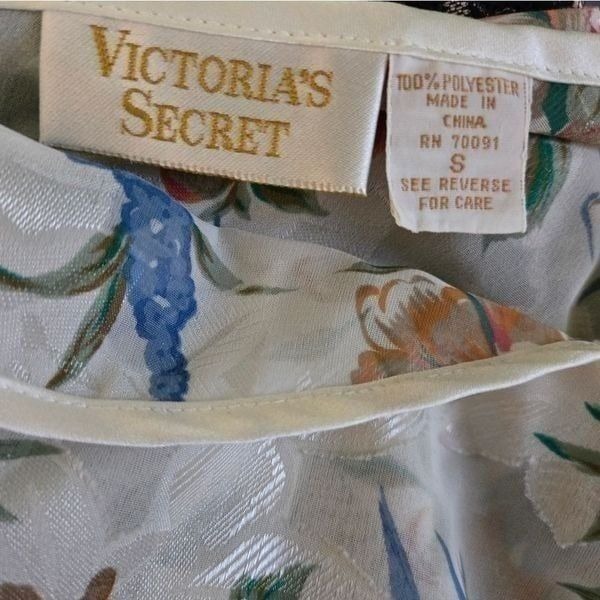 VICTORIA'S
SECRET
100% POLYESTER
MADE IN
CHINA
RN 70091
S
SEE REVERSE
FOR CARE